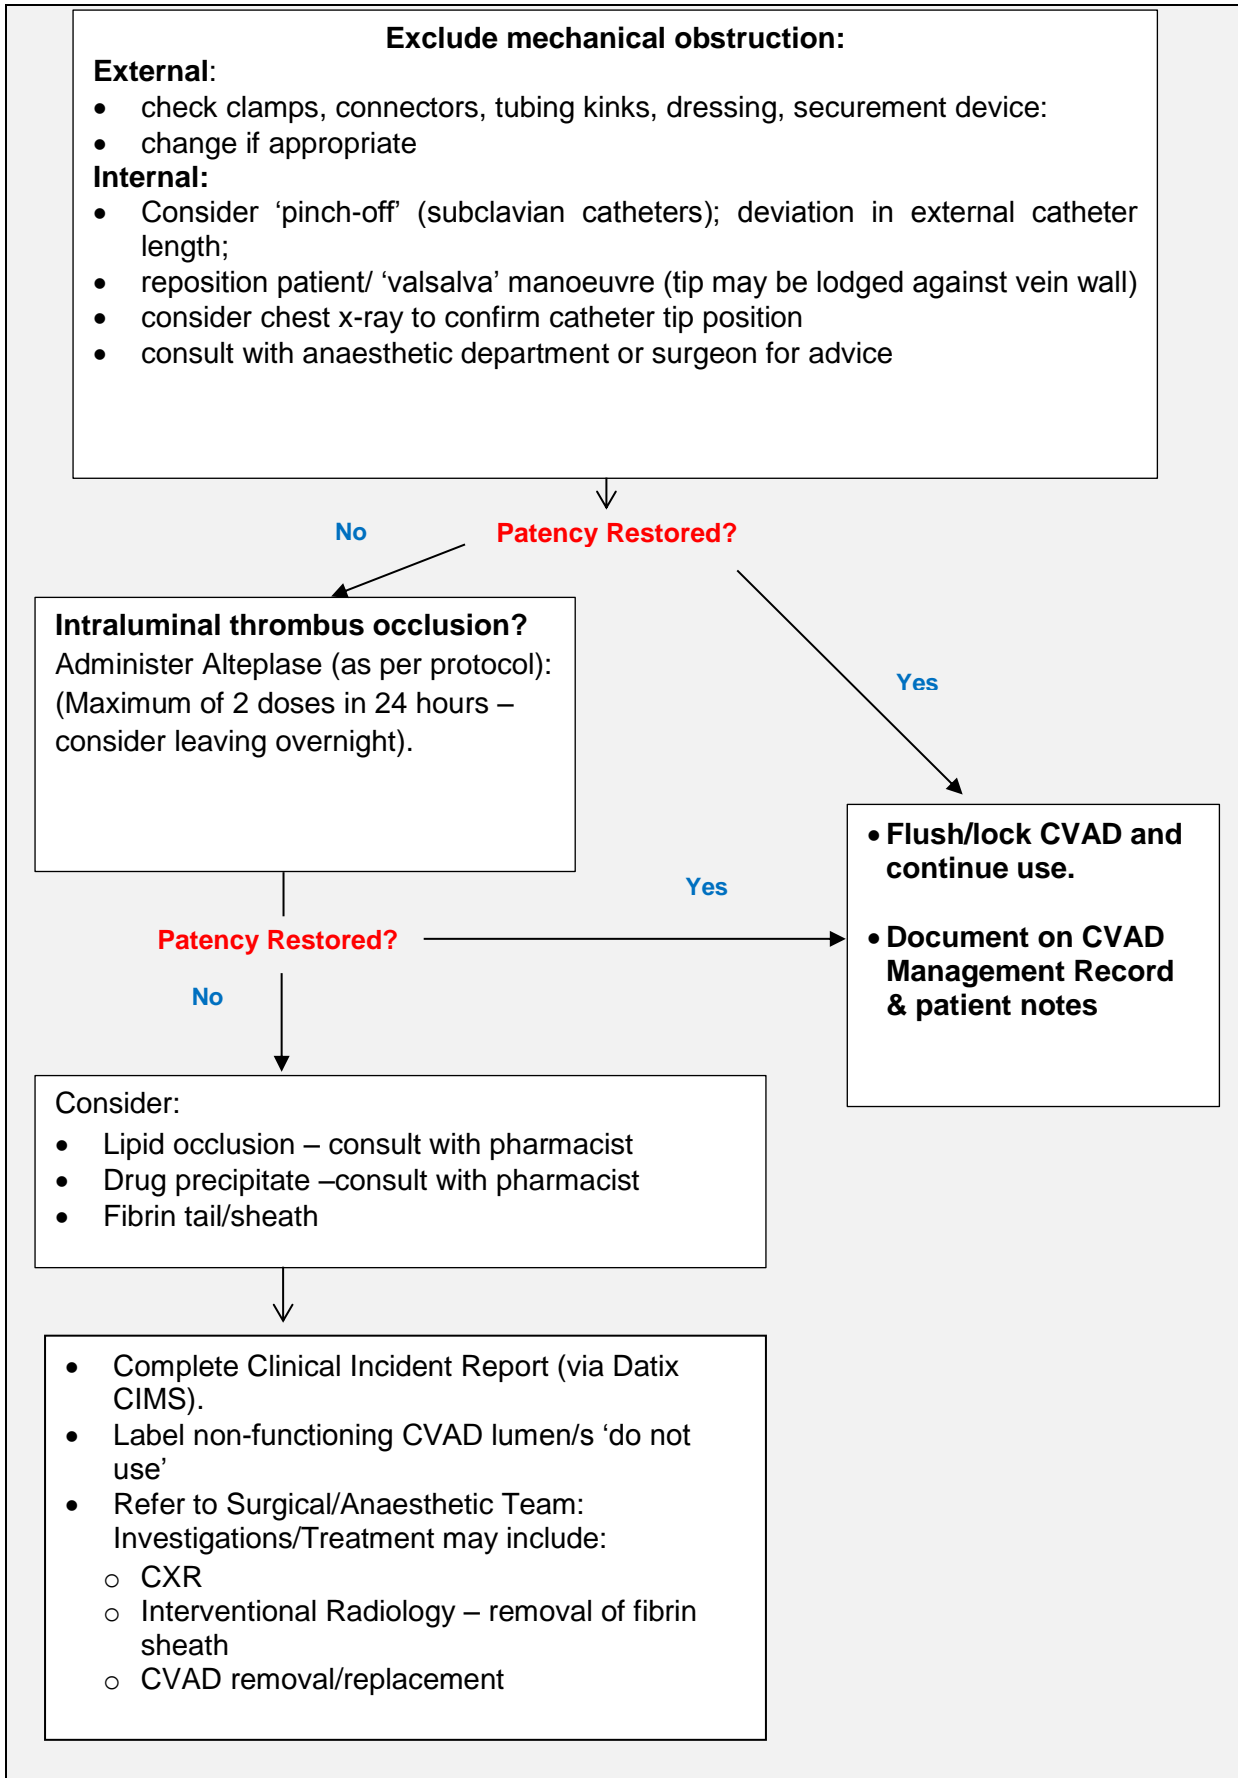 Exclude mechanical obstruction:
External:
• check clamps, connectors, tubing kinks, dressing, securement device:
• change if appropriate
Internal:
• Consider ‘pinch-off’ (subclavian catheters); deviation in external catheter
length;
• reposition patient/ ‘valsalva’ manoeuvre (tip may be lodged against vein wall)
• consider chest x-ray to confirm catheter tip position
• consult with anaesthetic department or surgeon for advice
No
Patency Restored?
Intraluminal thrombus occlusion?
Administer Alteplase (as per protocol):
(Maximum of 2 doses in 24 hours –
consider leaving overnight).
Yes
• Flush/lock CVAD and
continue use.
• Document on CVAD
Management Record
& patient notes
Yes
Patency Restored?
No
Consider:
• Lipid occlusion – consult with pharmacist
• Drug precipitate –consult with pharmacist
• Fibrin tail/sheath
• Complete Clinical Incident Report (via Datix
CIMS).
• Label non-functioning CVAD lumen/s ‘do not
use’
• Refer to Surgical/Anaesthetic Team:
Investigations/Treatment may include:
o CXR
o Interventional Radiology – removal of fibrin
sheath
o CVAD removal/replacement